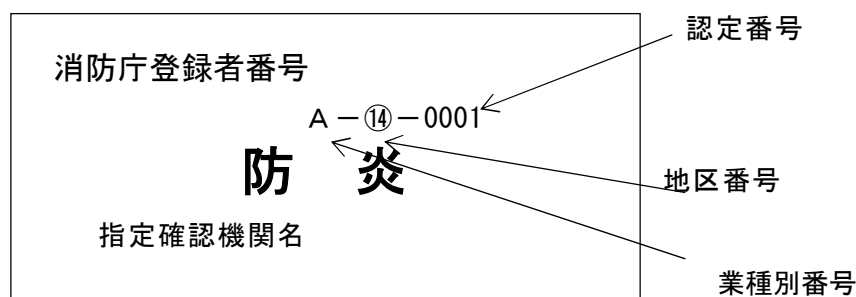 認定番号
消防庁登録者番号
A－⑭－0001
防　炎
地区番号
指定確認機関名
業種別番号